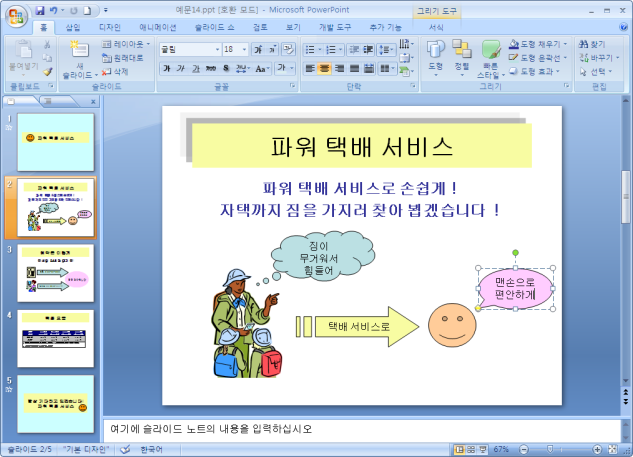 예문14.ppt [호환 모드] - Microsoft PowerPoint
그리기 도구
홈
삽입
디자인
애니메이션
슬라이드 쇼
검토
보기
개발 도구
추가 기능
서식
붙여넣기
클립보드
새
슬라이드
레이아웃
원래대로
삭제
슬라이드
굴림
18
글꼴
단락
도형
정렬
빠른
스타일
도형 채우기
도형 윤곽선
도형 효과
그리기
찾기
바꾸기
선택
편집
1
파워 택배 서비스
2
3
4
5
파워 택배 서비스
파워 택배 서비스로 손쉽게 !
자택까지 짐을 가지러 찾아 뵙겠습니다 !
짐이
무거워서
힘들어
택배 서비스로
맨손으로
편안하게
여기에 슬라이드 노트의 내용을 입력하십시오
슬라이드 2/5
"기본 디자인"
한국어
67%